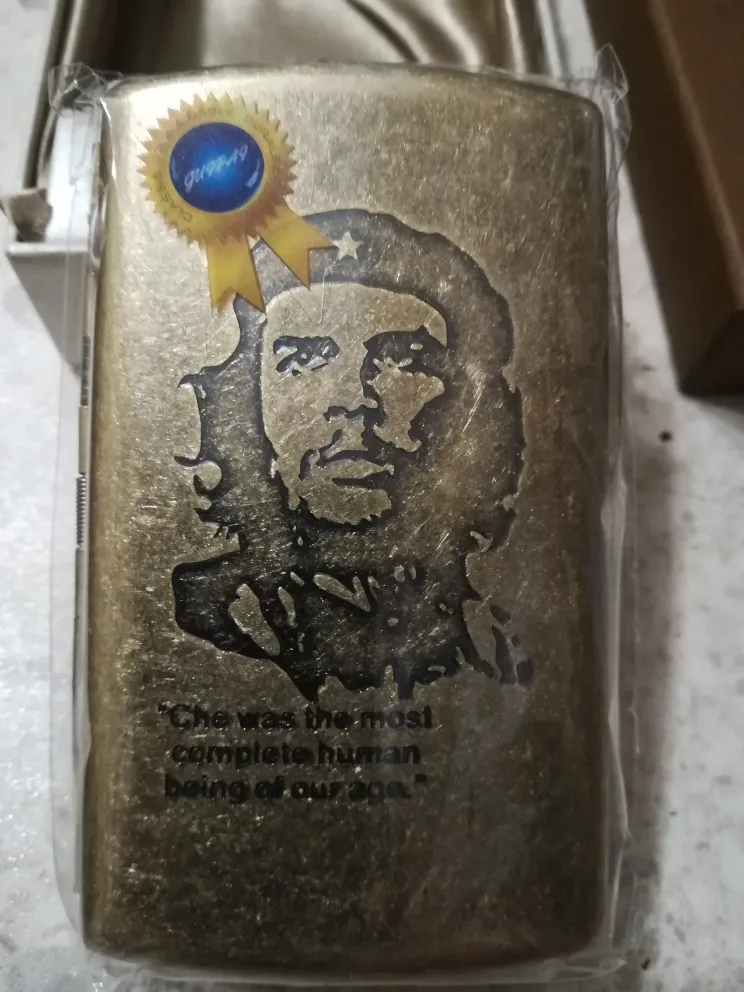 "Che was the most
complete human
being of our age."